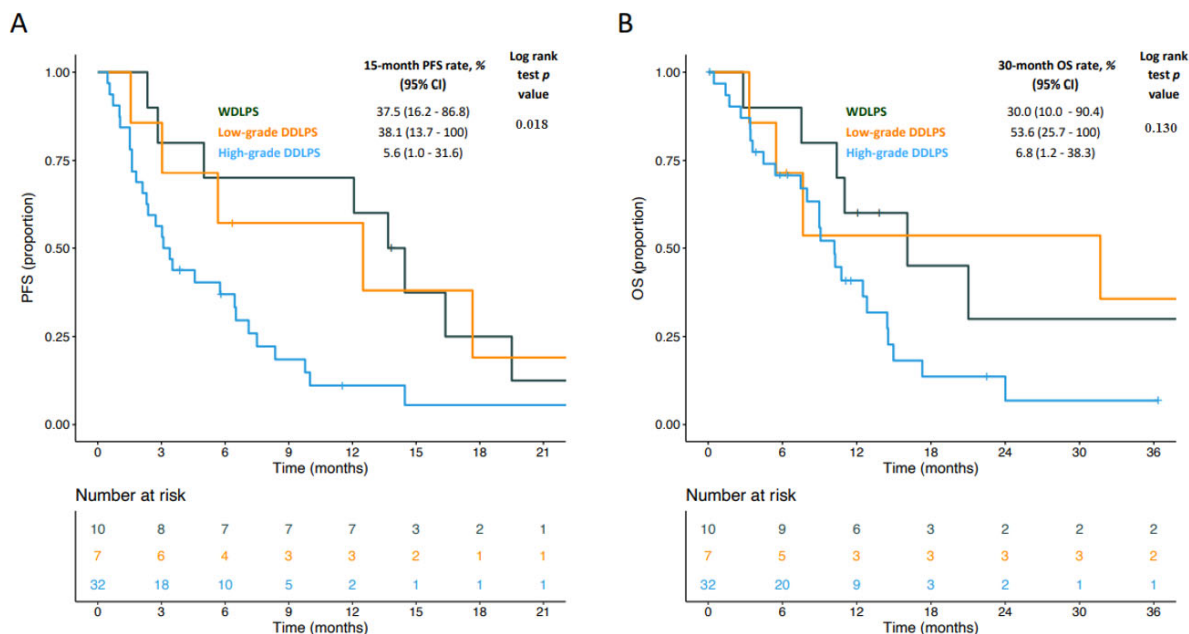 A
15-month PFS rate, %
(95% CI)
Log rank
test p
value
WDLPS 37.5 (16.2 - 86.8) 0.018
Low-grade DDLPS 38.1 (13.7 - 100)
High-grade DDLPS 5.6 (1.0 - 31.6)
PFS (proportion)
1.00
0.75
0.50
0.25
0.00
0 3 6 9 12 15 18 21
Time (months)
Number at risk
10 8 7 7 7 3 2 1
7 6 4 3 3 2 1 1
32 18 10 5 2 1 1 1
0 3 6 9 12 15 18 21
Time (months)
B
30-month OS rate, %
(95% CI)
Log rank
test p
value
WDLPS 30.0 (10.0 - 90.4)
Low-grade DDLPS 53.6 (25.7 - 100) 0.130
High-grade DDLPS 6.8 (1.2 - 38.3)
OS (proportion)
1.00
0.75
0.50
0.25
0.00
0 6 12 18 24 30 36
Time (months)
Number at risk
10 9 6 3 2 2 2
7 5 3 3 3 3 2
32 20 9 3 2 1 1
0 6 12 18 24 30 36
Time (months)